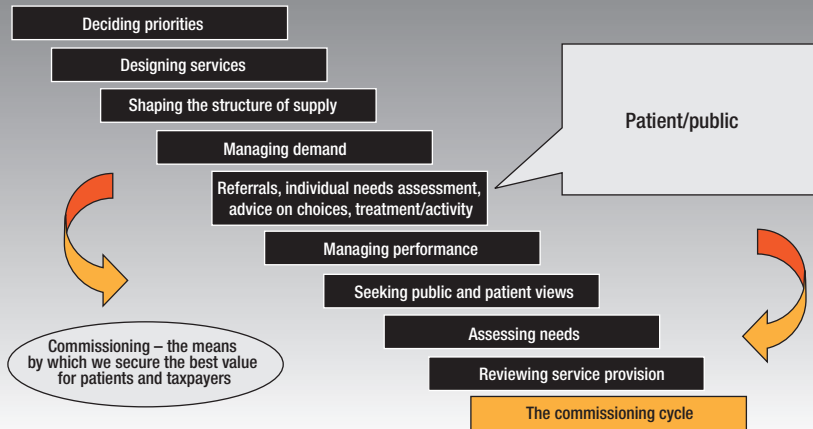 Deciding priorities
Designing services
Shaping the structure of supply
Managing demand
Patient/public
Referrals, individual needs assessment,
advice on choices, treatment/activity
Managing performance
Seeking public and patient views
Assessing needs
Reviewing service provision
The commissioning cycle
Commissioning – the means
by which we secure the best value
for patients and taxpayers